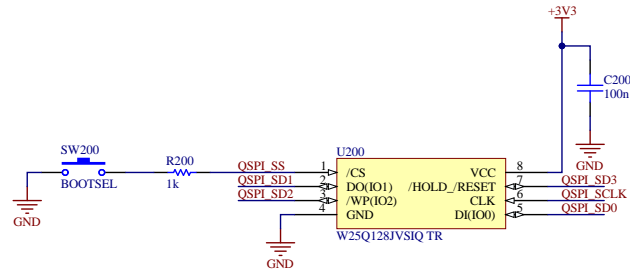 +3V3
C200
100n
GND
SW200
BOOTSEL
R200
1k
GND
U200
QSPI_SS 1 /CS VCC 8
QSPI_SD1 2 DO(IO1) /HOLD_/RESET 7 QSPI_SD3
QSPI_SD2 3 /WP(IO2) CLK 6 QSPI_SCLK
4 GND DI(IO0) 5 QSPI_SD0
W25Q128JVSIQ TR
GND